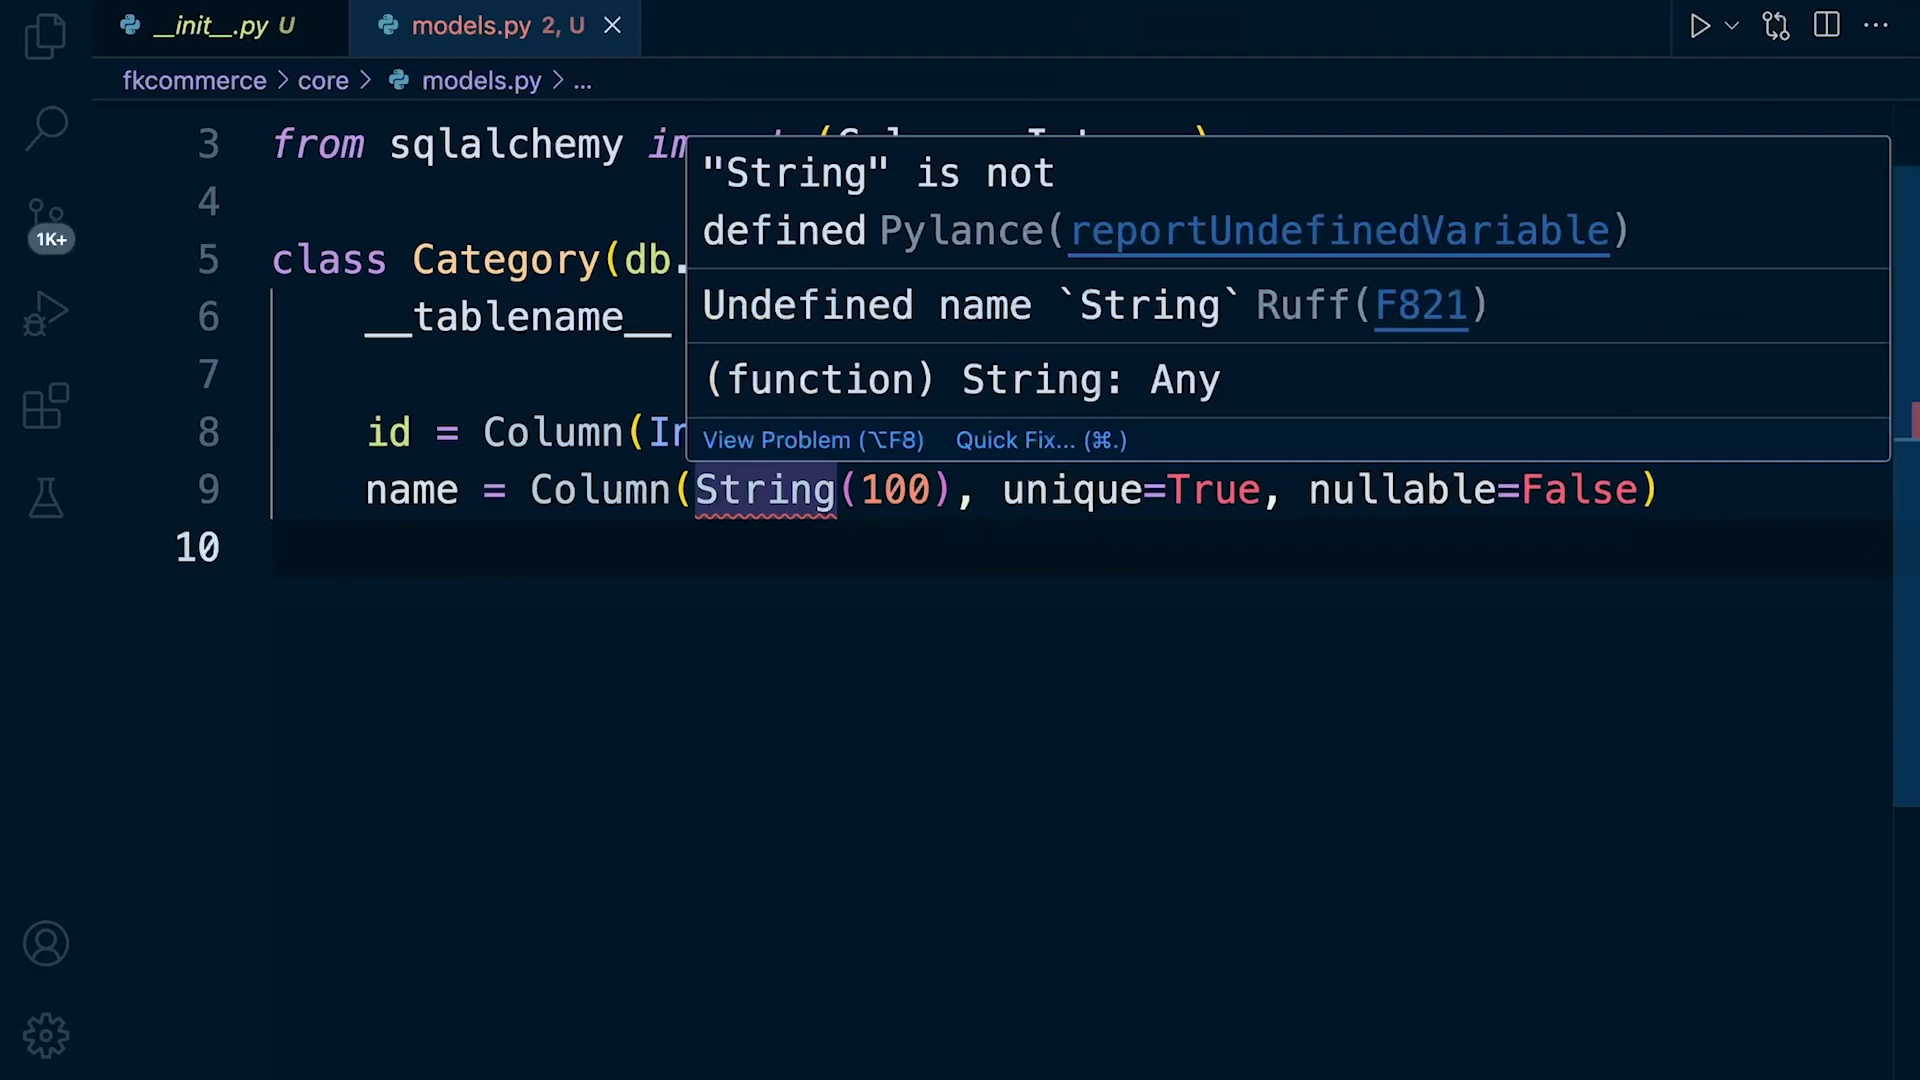 __init__.py U
models.py 2, U
fkcommerce > core > models.py > ...
3 from sqlalchemy
"String" is not
defined Pylance(reportUndefinedVariable)
4
5 class Category(db.
Undefined name `String` Ruff(F821)
6 __tablename__
7
(function) String: Any
8 id = Column(
View Problem (⌥F8) Quick Fix... (⌘.)
9 name = Column(String(100), unique=True, nullable=False)
10
1K+